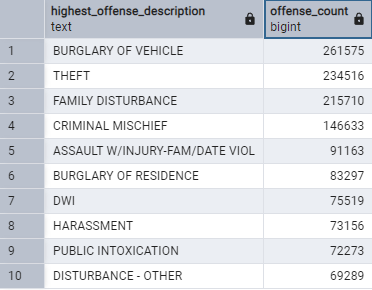 highest_offense_description offense_count
text bigint
1 BURGLARY OF VEHICLE 261575
2 THEFT 234516
3 FAMILY DISTURBANCE 215710
4 CRIMINAL MISCHIEF 146633
5 ASSAULT W/INJURY-FAM/DATE VIOL 91163
6 BURGLARY OF RESIDENCE 83297
7 DWI 75519
8 HARASSMENT 73156
9 PUBLIC INTOXICATION 72273
10 DISTURBANCE - OTHER 69289